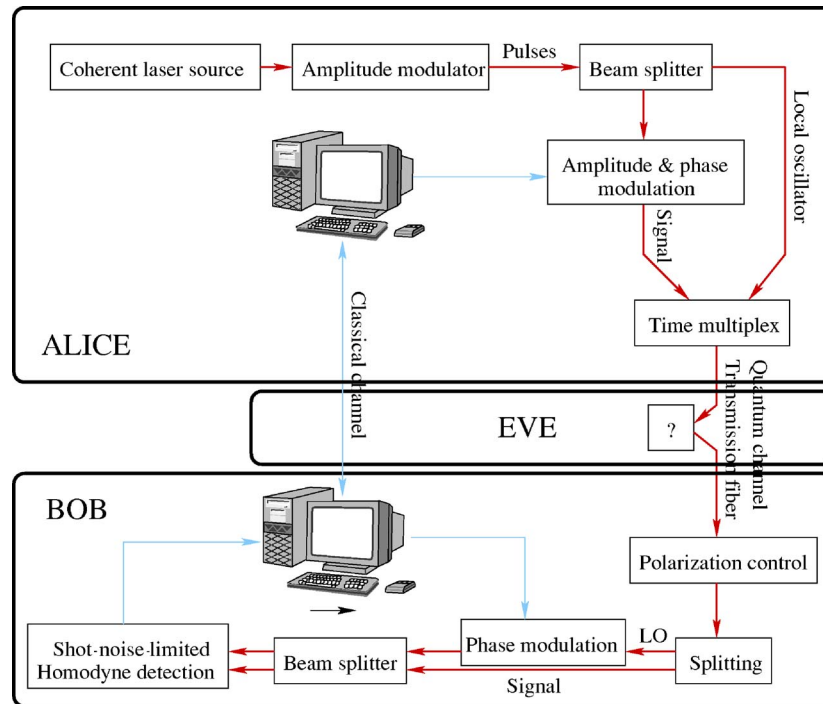 Coherent laser source
Amplitude modulator
Pulses
Beam splitter
Local oscillator
Amplitude & phase
modulation
Signal
Time multiplex
ALICE
Classical channel
Quantum channel
Transmission fiber
EVE
?
BOB
Polarization control
Phase modulation
LO
Splitting
Shot-noise-limited
Homodyne detection
Beam splitter
Signal